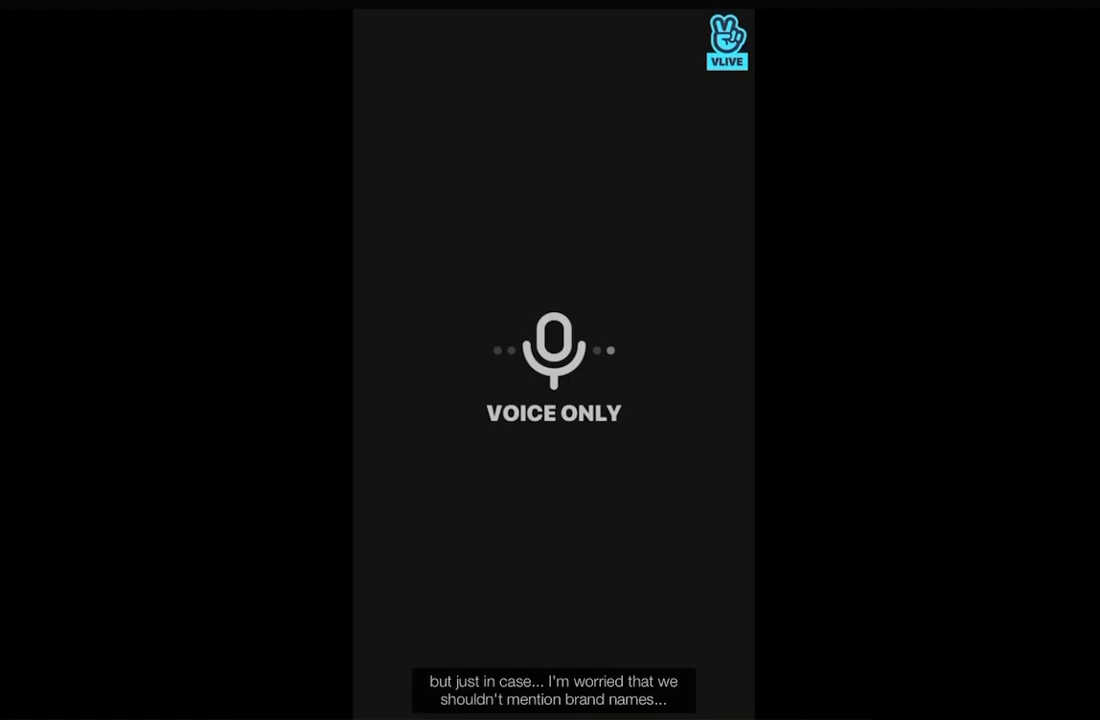 VLIVE
VOICE ONLY
but just in case... I'm worried that we
shouldn't mention brand names...